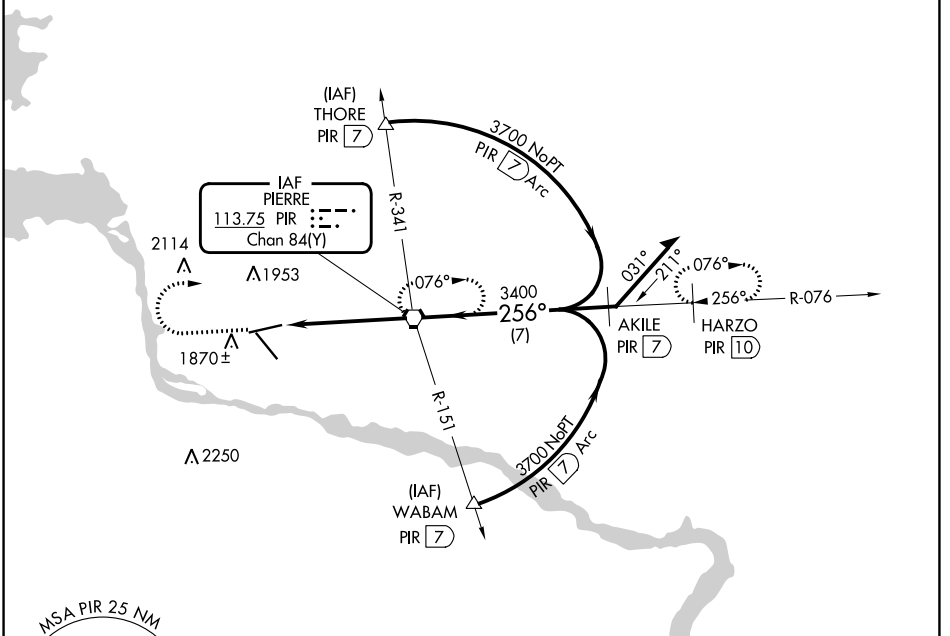 (IAF)
THORE
PIR 7
3700 NoPT
PIR 7 Arc
IAF
PIERRE
113.75 PIR
Chan 84(Y)
R-341
2114
1953
076°
3400
256°
(7)
031°
211°
076°
256°
R-076
AKILE
PIR 7
HARZO
PIR 10
1870±
R-151
2250
3700 NoPT
PIR 7 Arc
(IAF)
WABAM
PIR 7
MSA PIR 25 NM